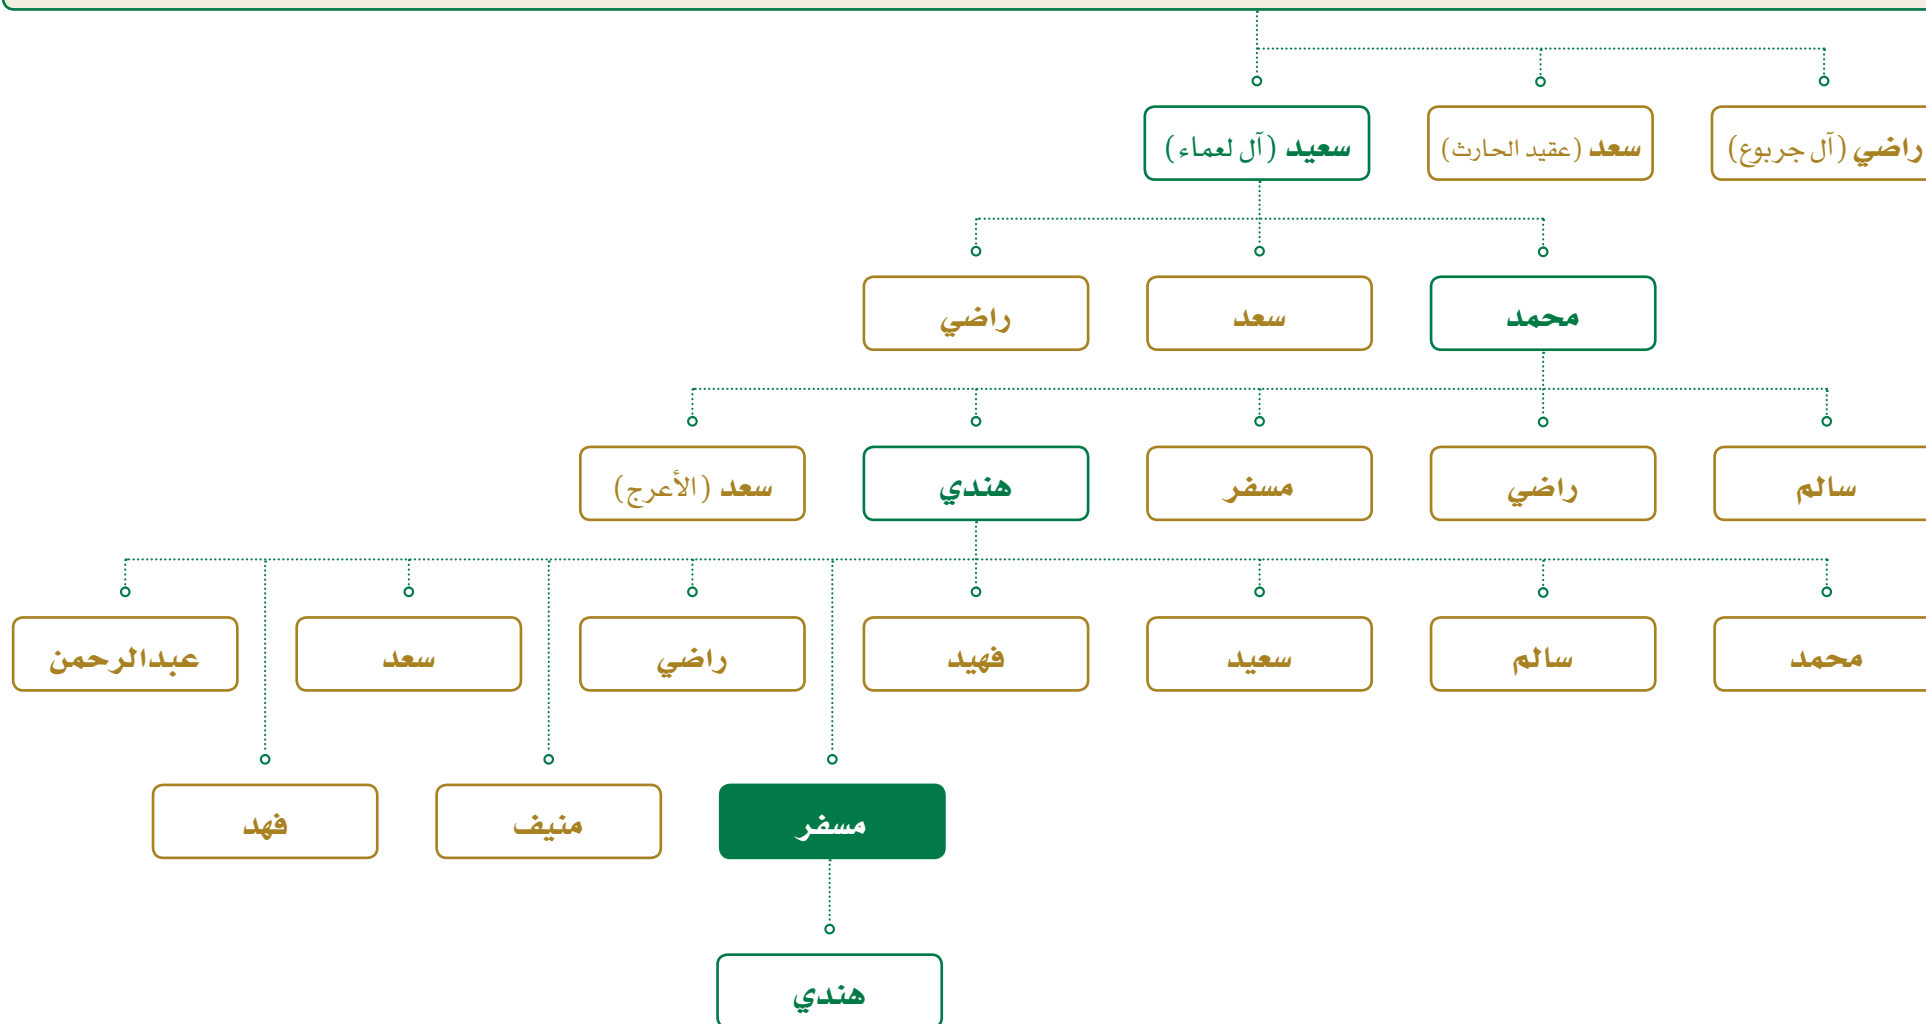 راضي (آل جربوع)
سعد (عقيد الحارث)
سعيد (آل لعماء)
محمد
سعد
راضي
سالم
راضي
مسفر
هندي
سعد (الأعرج)
محمد
سالم
سعيد
فهيد
راضي
سعد
عبدالرحمن
مسفر
منيف
فهد
هندي